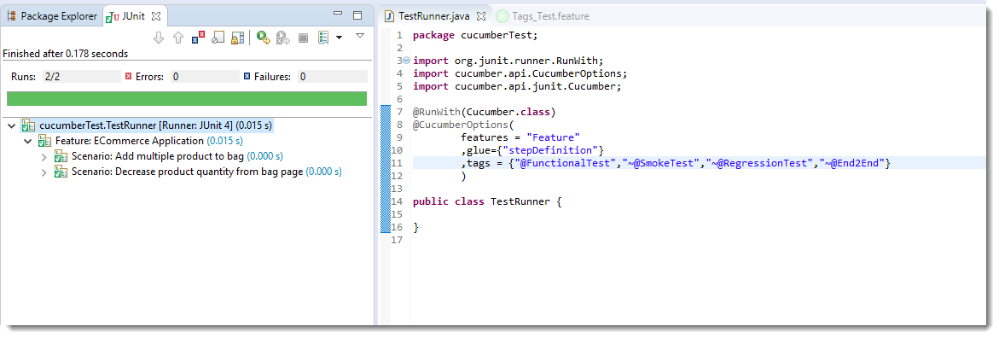 Package Explorer JUnit
Finished after 0.178 seconds
Runs: 2/2 Errors: 0 Failures: 0
cucumberTest.TestRunner [Runner: JUnit 4] (0.015 s)
Feature: ECommerce Application (0.015 s)
Scenario: Add multiple product to bag (0.000 s)
Scenario: Decrease product quantity from bag page (0.000 s)
TestRunner.java Tags_Test.feature
1 package cucumberTest;
2
3 import org.junit.runner.RunWith;
4 import cucumber.api.CucumberOptions;
5 import cucumber.api.junit.Cucumber;
6
7 @RunWith(Cucumber.class)
8 @CucumberOptions(
9 features = "Feature"
10 ,glue={"stepDefinition"}
11 ,tags = {"@FunctionalTest","~@SmokeTest","~@RegressionTest","~@End2End"}
12 )
13
14 public class TestRunner {
15
16 }
17